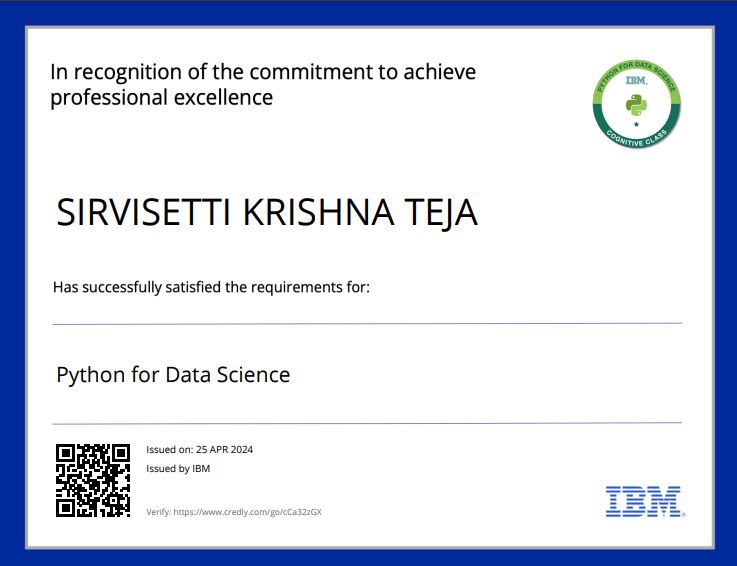 In recognition of the commitment to achieve
professional excellence
PYTHON FOR DATA SCIENCE
IBM.
COGNITIVE CLASS
SIRVISETTI KRISHNA TEJA
Has successfully satisfied the requirements for:
Python for Data Science
Issued on: 25 APR 2024
Issued by IBM
Verify: https://www.credly.com/go/cCa32zGX
IBM®